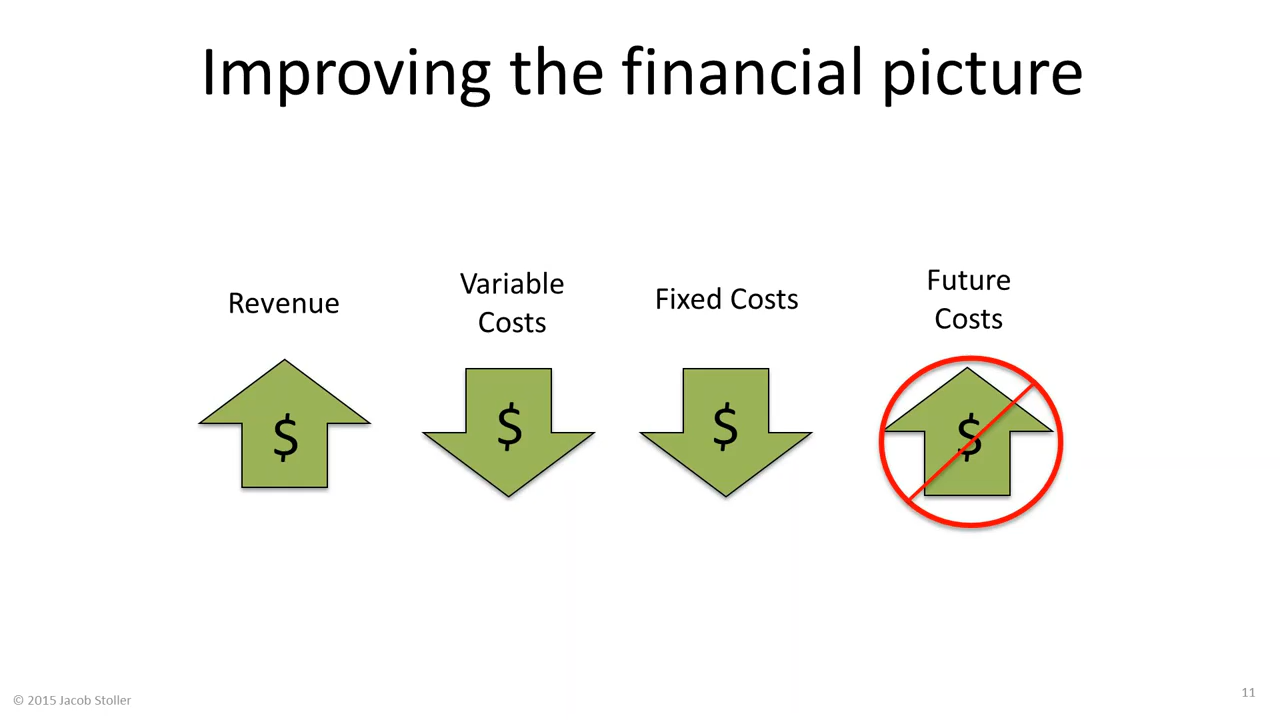 Improving the financial picture
Revenue
Variable
Costs
Fixed Costs
Future
Costs
$
$
$
$
© 2015 Jacob Stoller
11